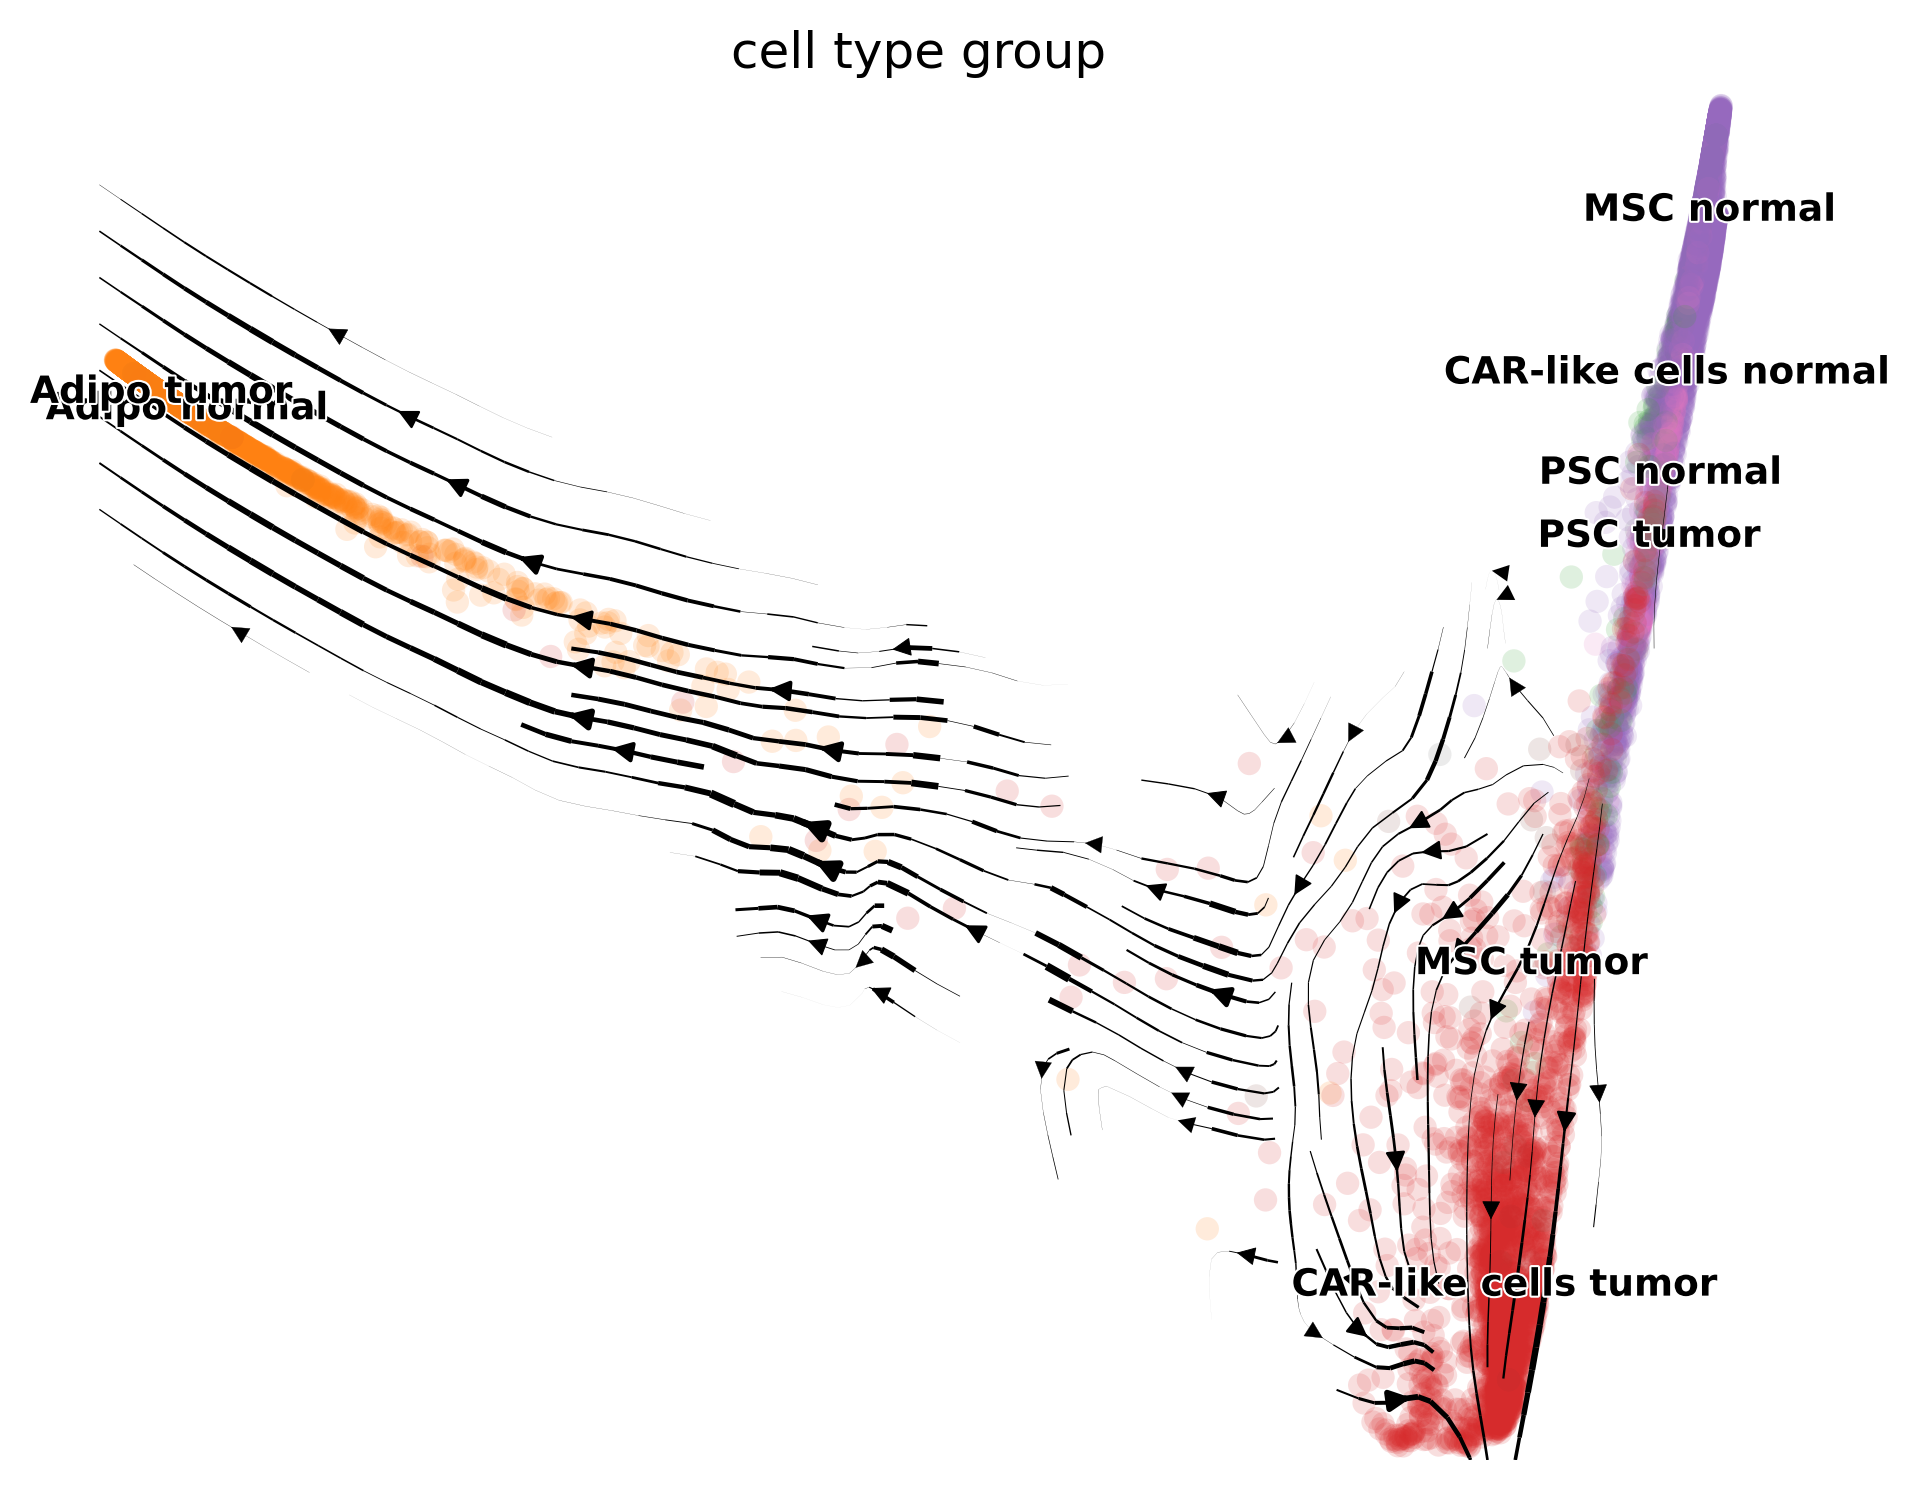 cell type group
MSC normal
CAR-like cells normal
Adipo tumor
Adipo normal
PSC normal
PSC tumor
MSC tumor
CAR-like cells tumor